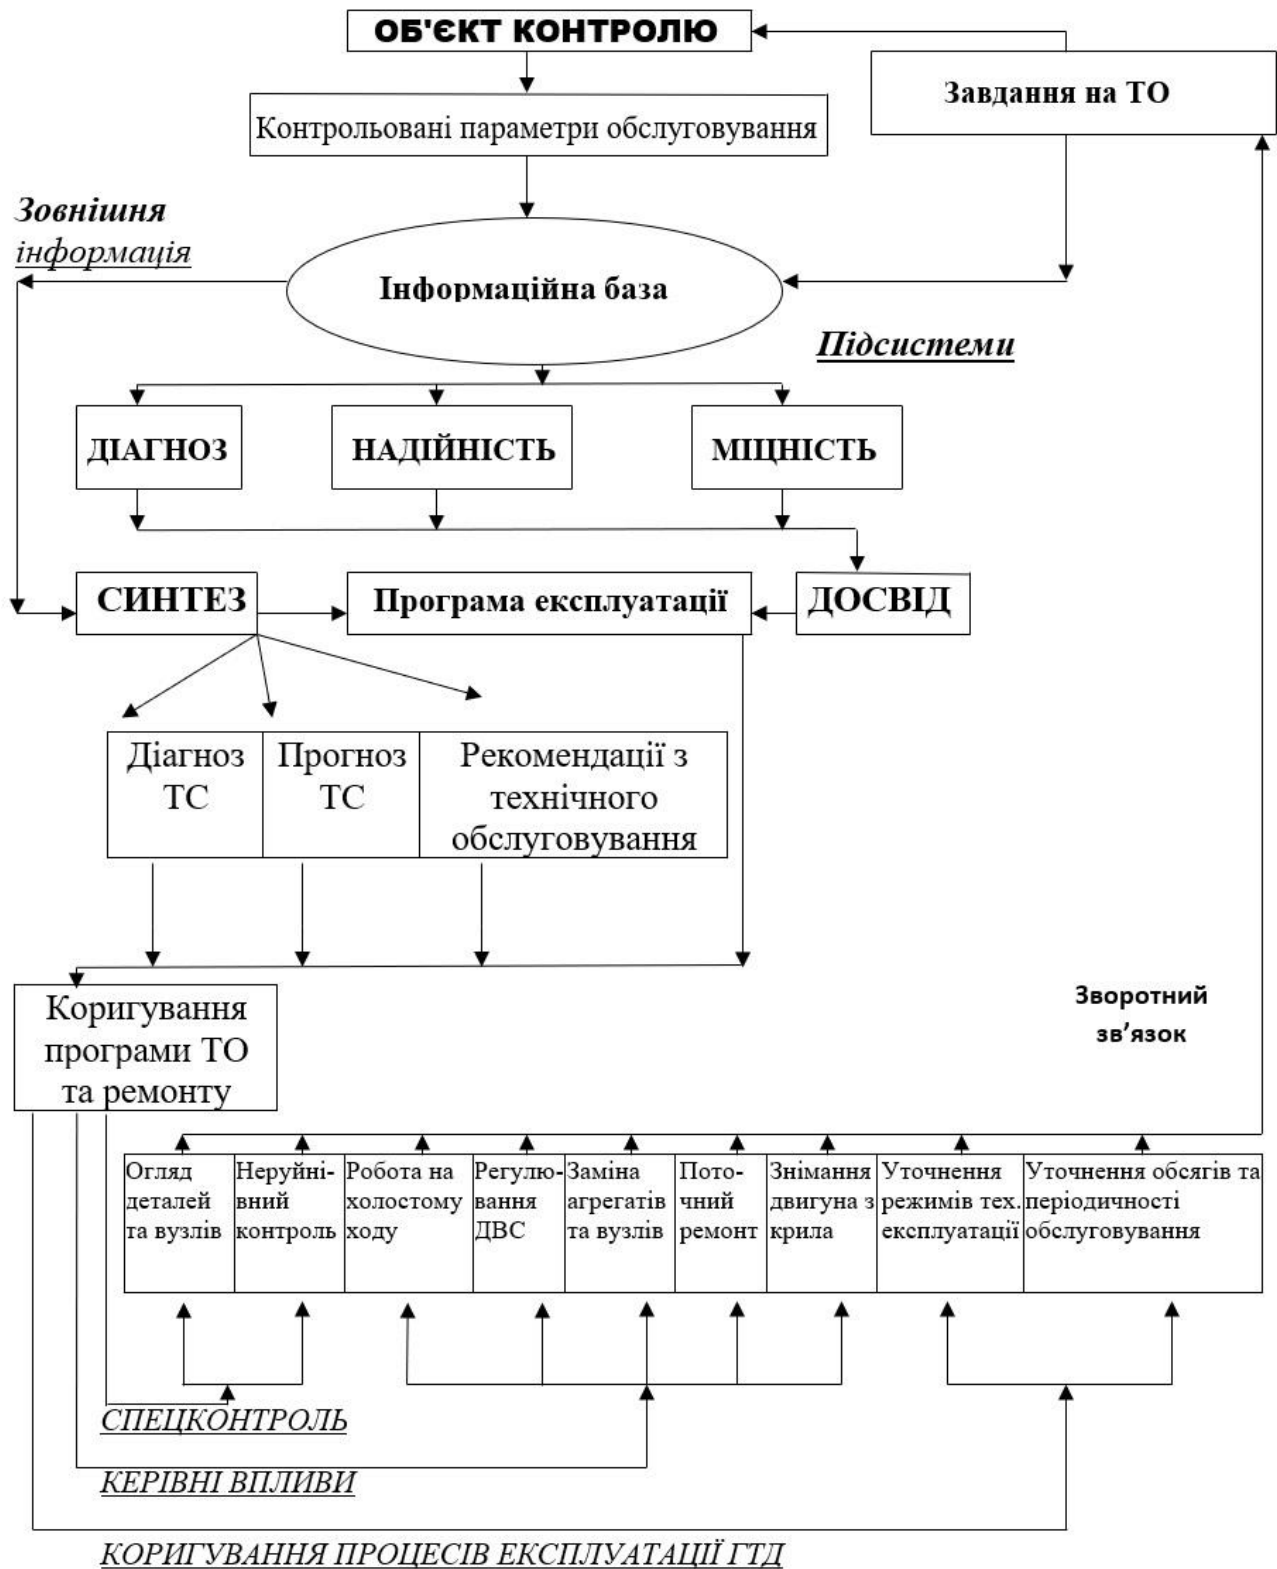 ОБ'ЄКТ КОНТРОЛЮ
Завдання на ТО
Контрольовані параметри обслуговування
Зовнішня
інформація
Інформаційна база
Підсистеми
ДІАГНОЗ
НАДІЙНІСТЬ
МІЦНІСТЬ
СИНТЕЗ
Програма експлуатації
ДОСВІД
Діагноз
ТС
Прогноз
ТС
Рекомендації з
технічного
обслуговування
Коригування
програми ТО
та ремонту
Зворотний
зв’язок
Огляд
деталей
та вузлів
Неруйні-
вний
контроль
Робота на
холостому
ходу
Регулю-
вання
ДВС
Заміна
агрегатів
та вузлів
Пото-
чний
ремонт
Знімання
двигуна з
крила
Уточнення
режимів тех.
експлуатації
Уточнення обсягів та
періодичності
обслуговування
СПЕЦКОНТРОЛЬ
КЕРІВНІ ВПЛИВИ
КОРИГУВАННЯ ПРОЦЕСІВ ЕКСПЛУАТАЦІЇ ГТД